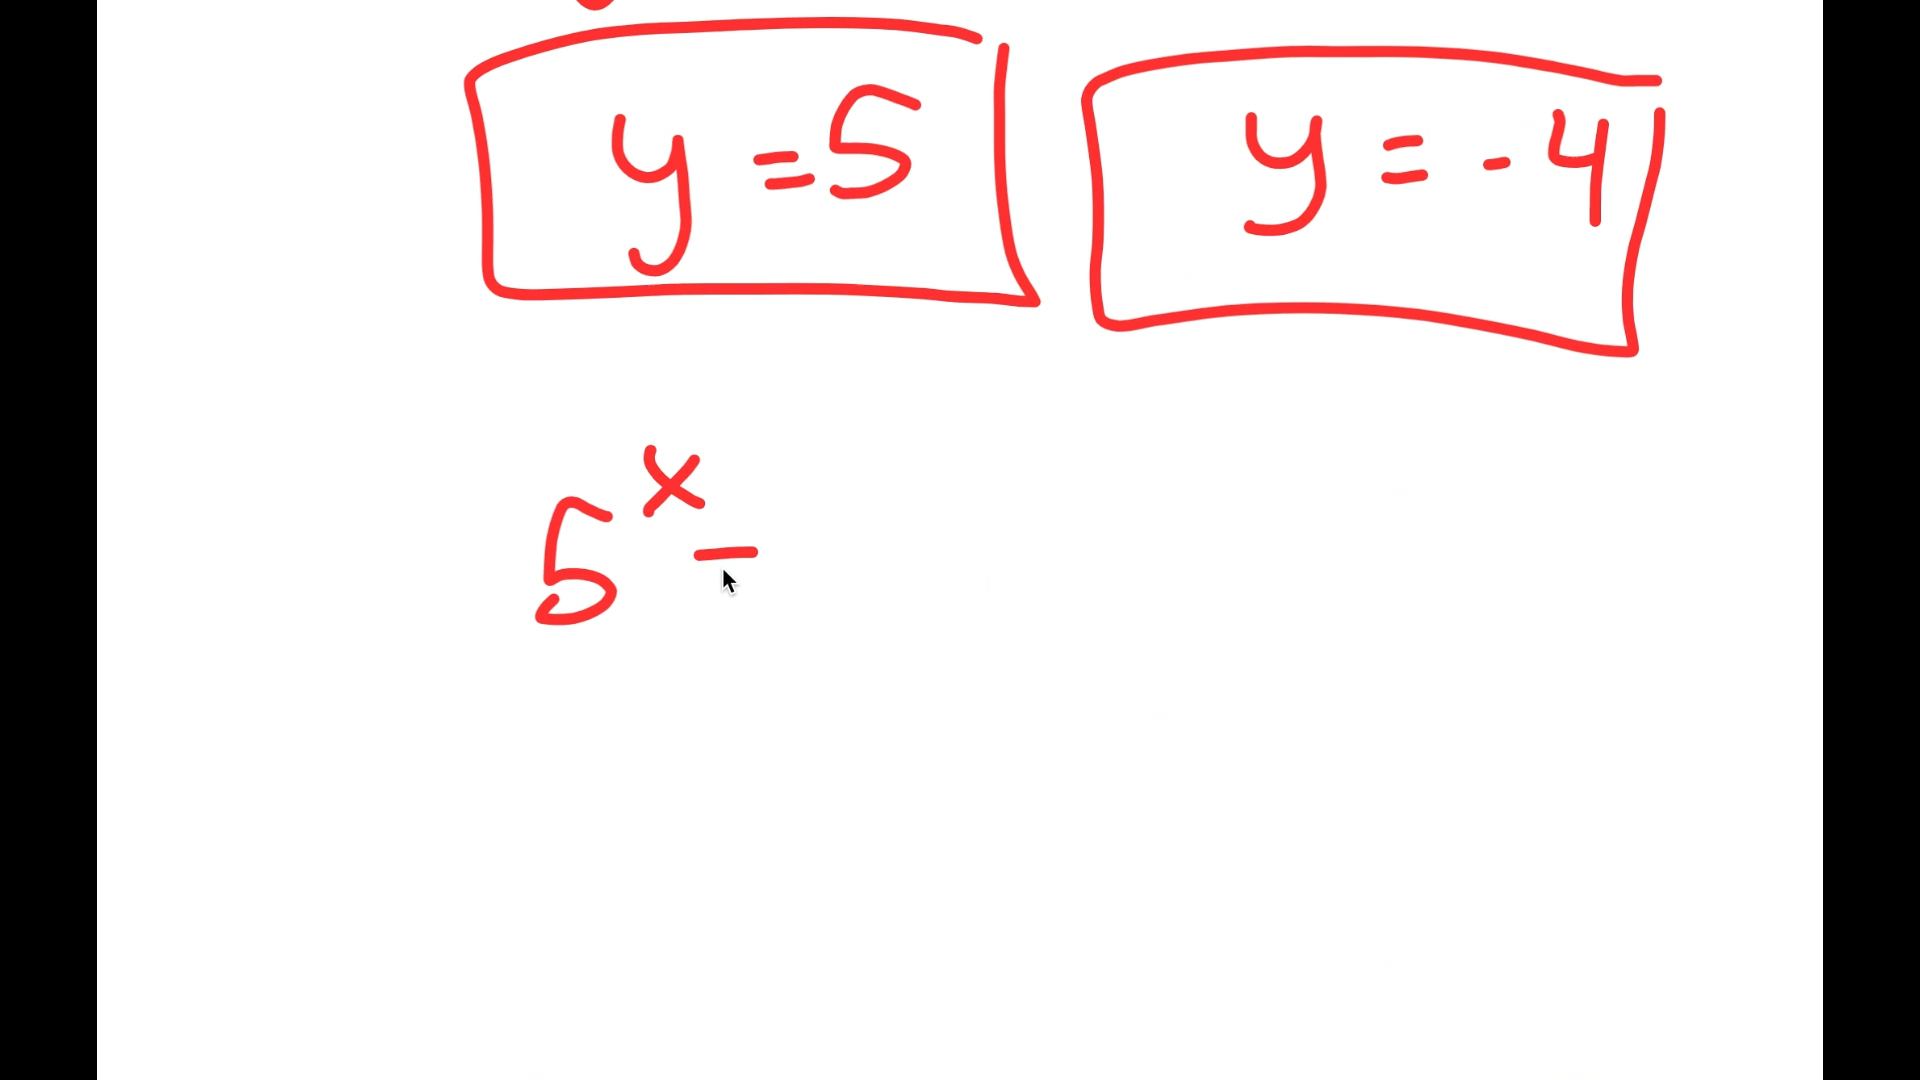 y = 5 y = -4
5^x -